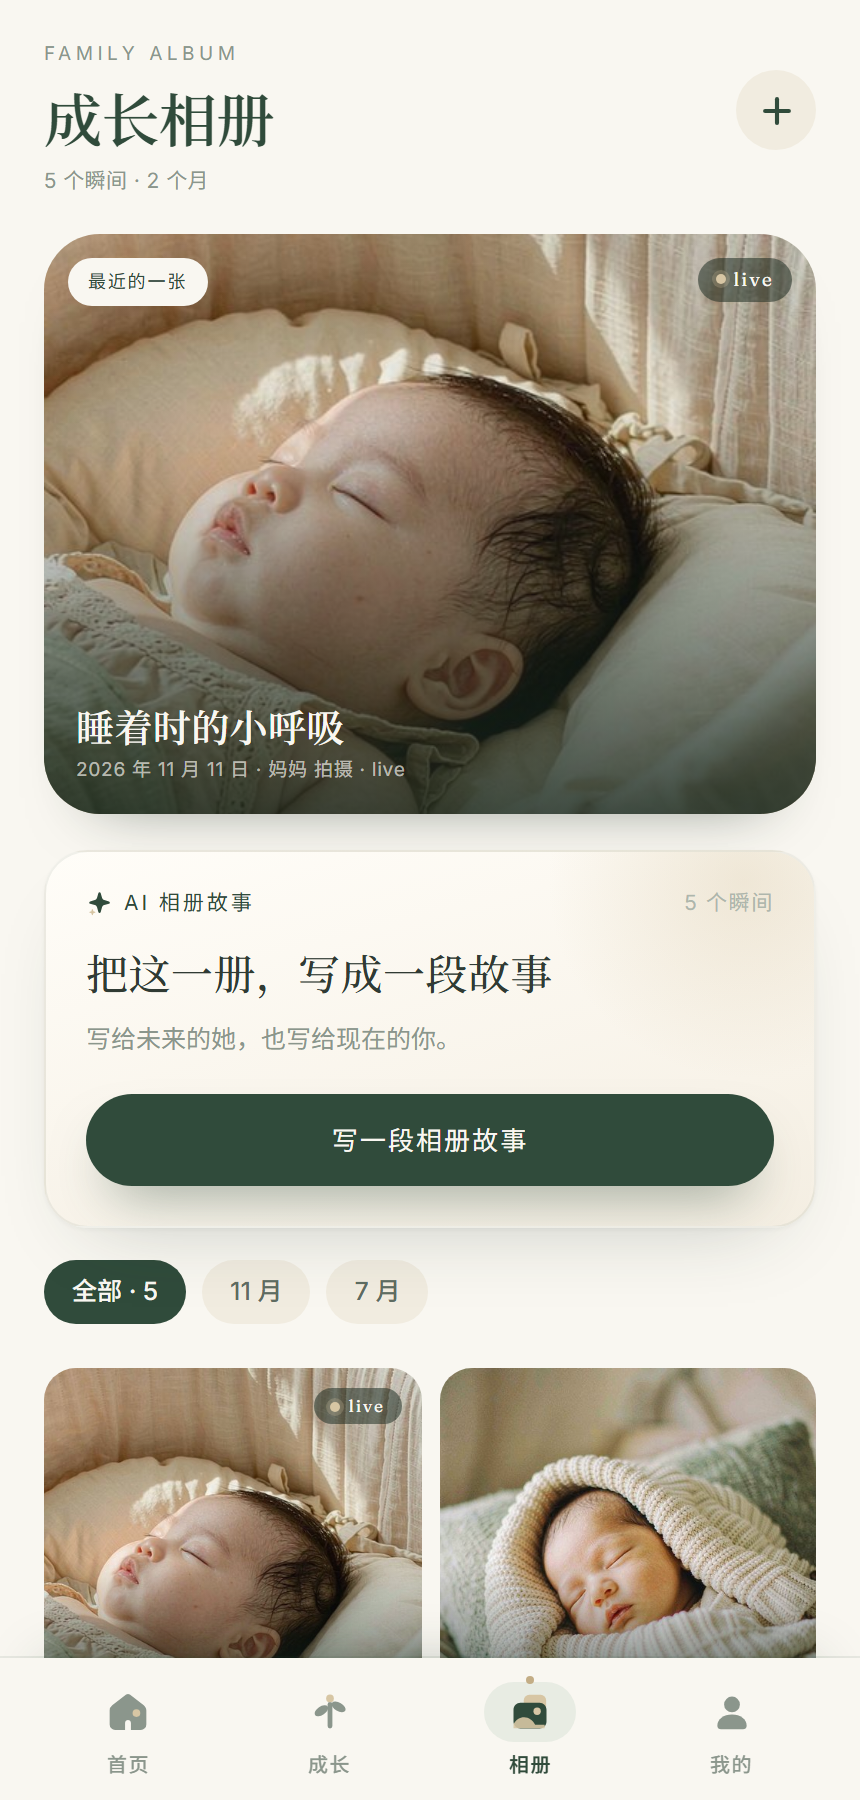 FAMILY ALBUM
成长相册
5 个瞬间 · 2 个月
最近的一张
live
睡着时的小呼吸
2026 年 11 月 11 日 · 妈妈 拍摄 · live
AI 相册故事
5 个瞬间
把这一册，写成一段故事
写给未来的她，也写给现在的你。
写一段相册故事
全部 · 5
11 月
7 月
live
首页
成长
相册
我的